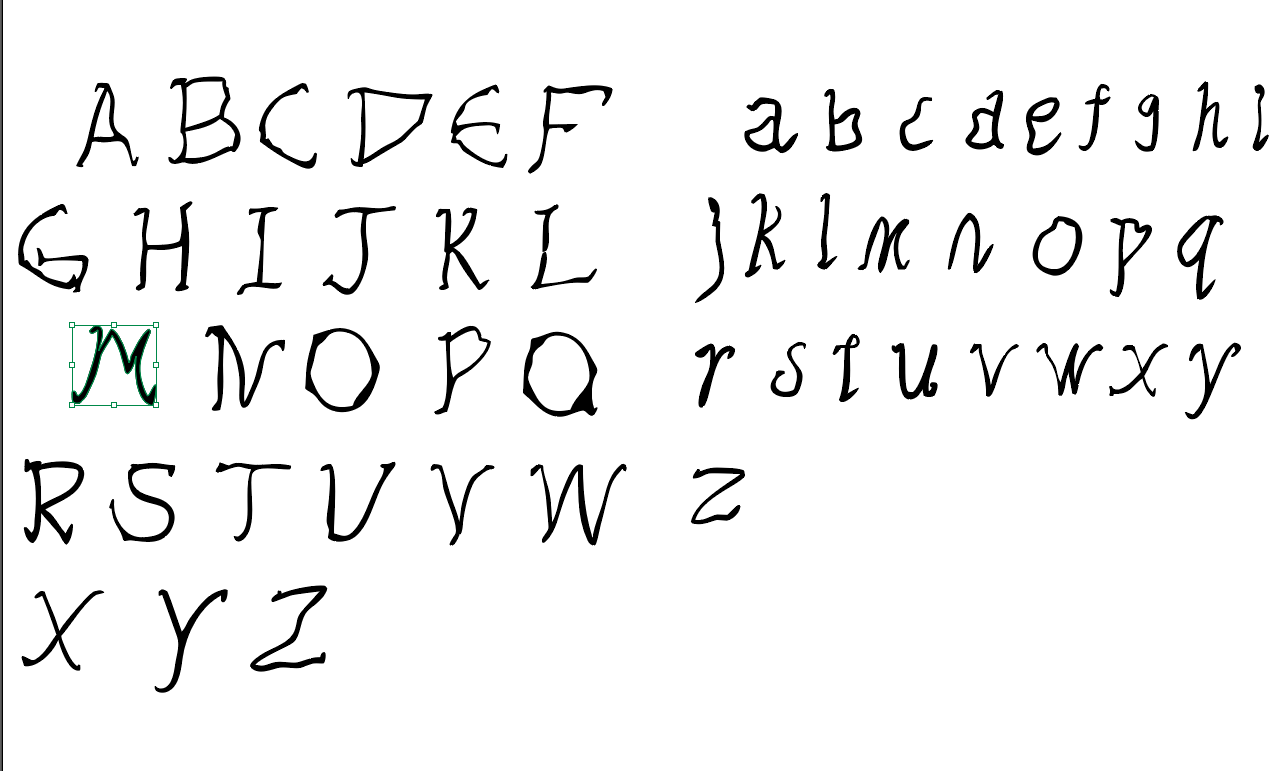 A B C D E F
G H I J K L
M N O P Q
R S T U V W
X Y Z
a b c d e f g h i
j k l m n o p q
r s t u v w x y
z